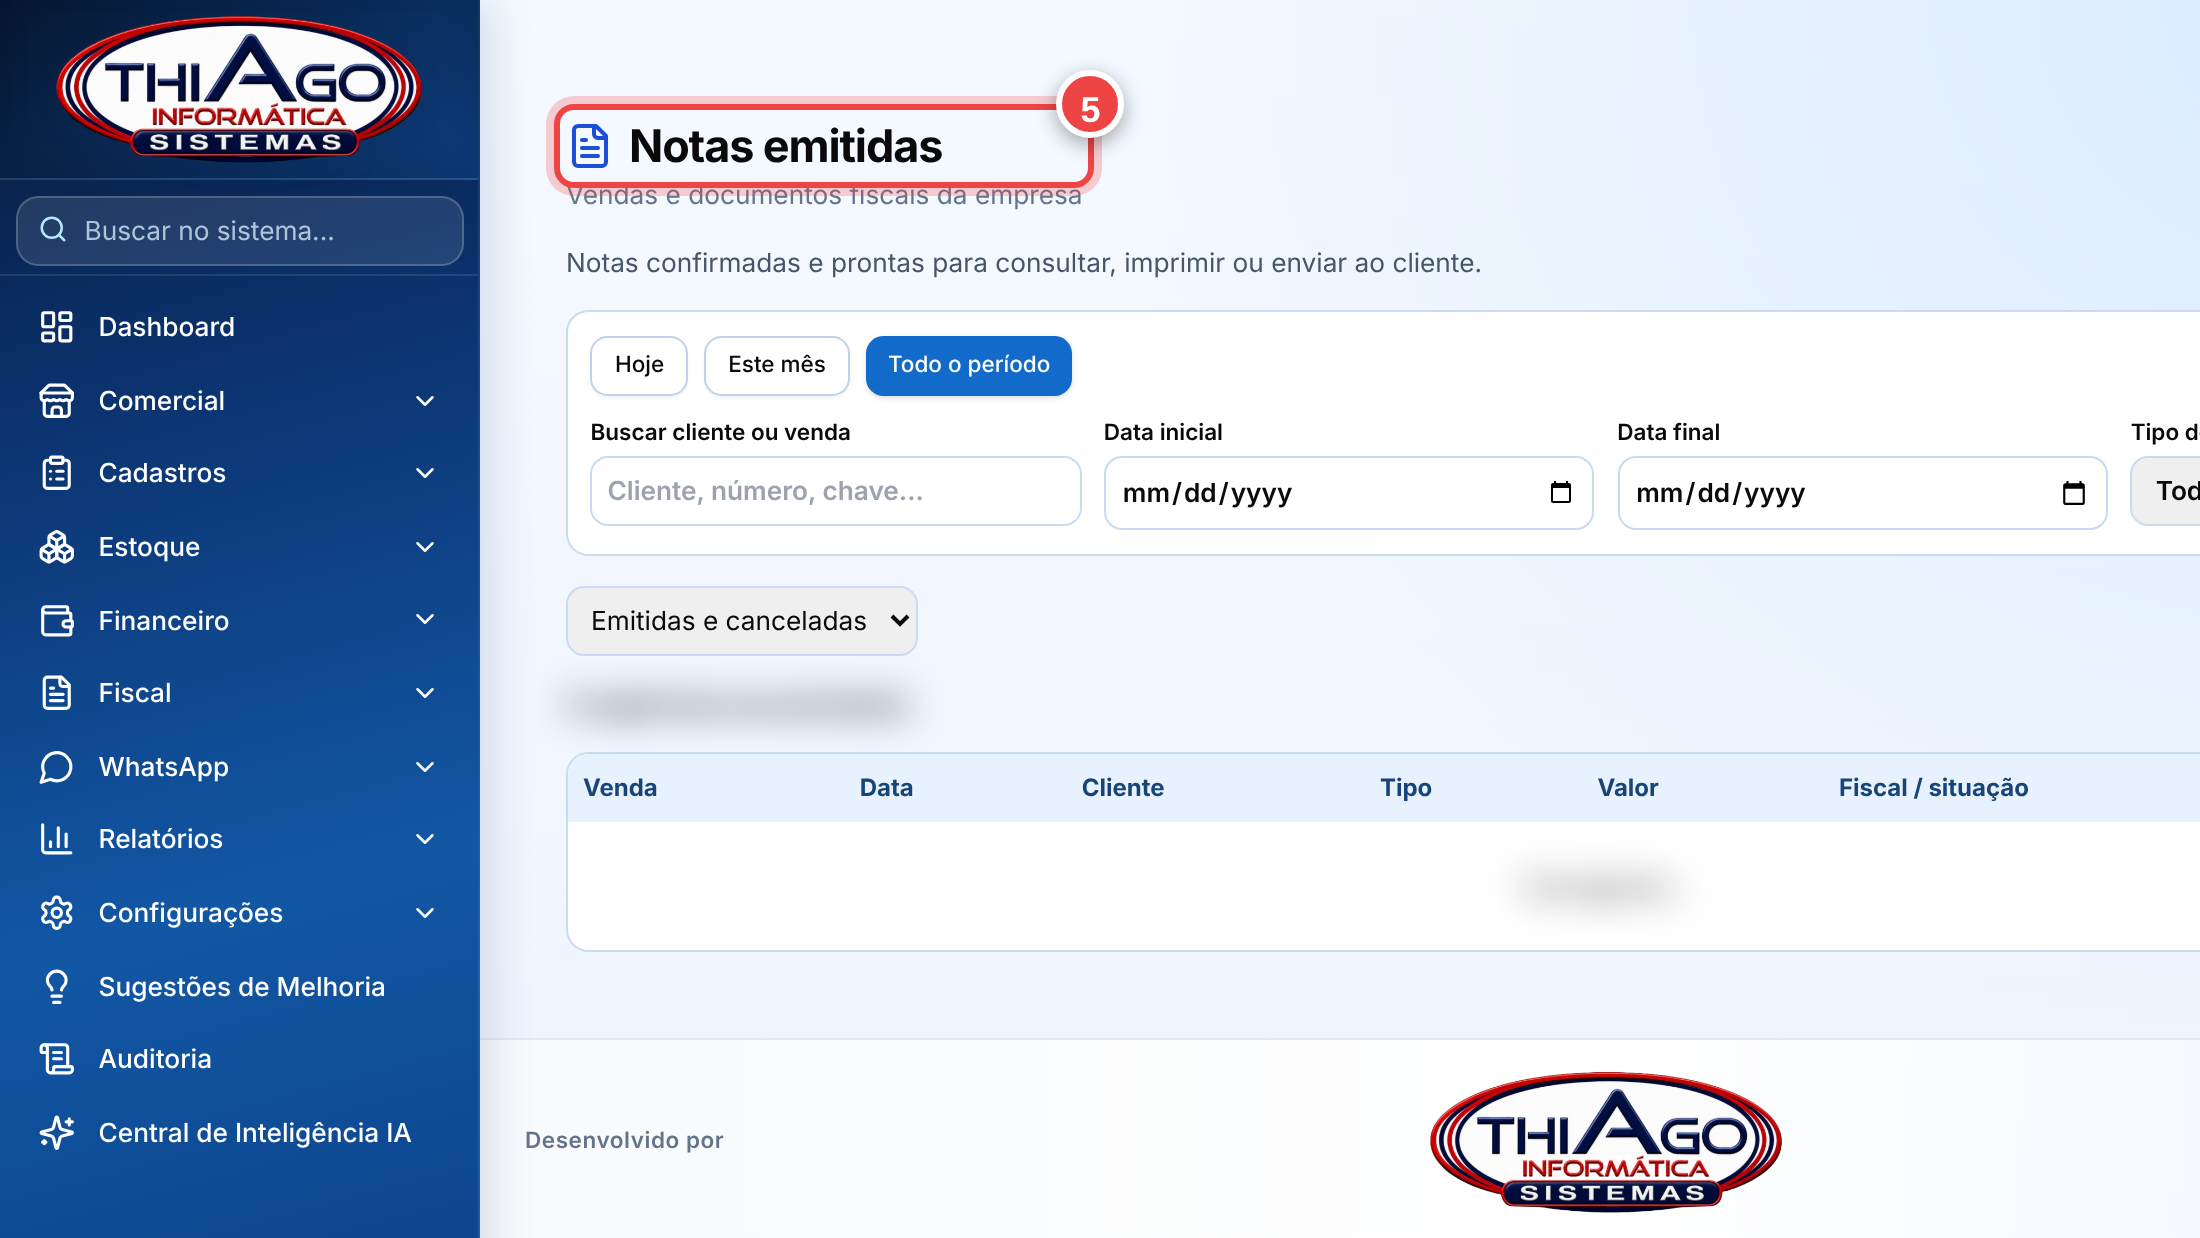 THIAGO
INFORMÁTICA
SISTEMAS
Buscar no sistema...
Dashboard
Comercial
Cadastros
Estoque
Financeiro
Fiscal
WhatsApp
Relatórios
Configurações
Sugestões de Melhoria
Auditoria
Central de Inteligência IA
5
Notas emitidas
Vendas e documentos fiscais da empresa
Notas confirmadas e prontas para consultar, imprimir ou enviar ao cliente.
Hoje Este mês Todo o período
Buscar cliente ou venda Data inicial Data final Tipo d
Cliente, número, chave... mm/dd/yyyy mm/dd/yyyy Tod
Emitidas e canceladas
Venda Data Cliente Tipo Valor Fiscal / situação
Desenvolvido por
THIAGO
INFORMÁTICA
SISTEMAS